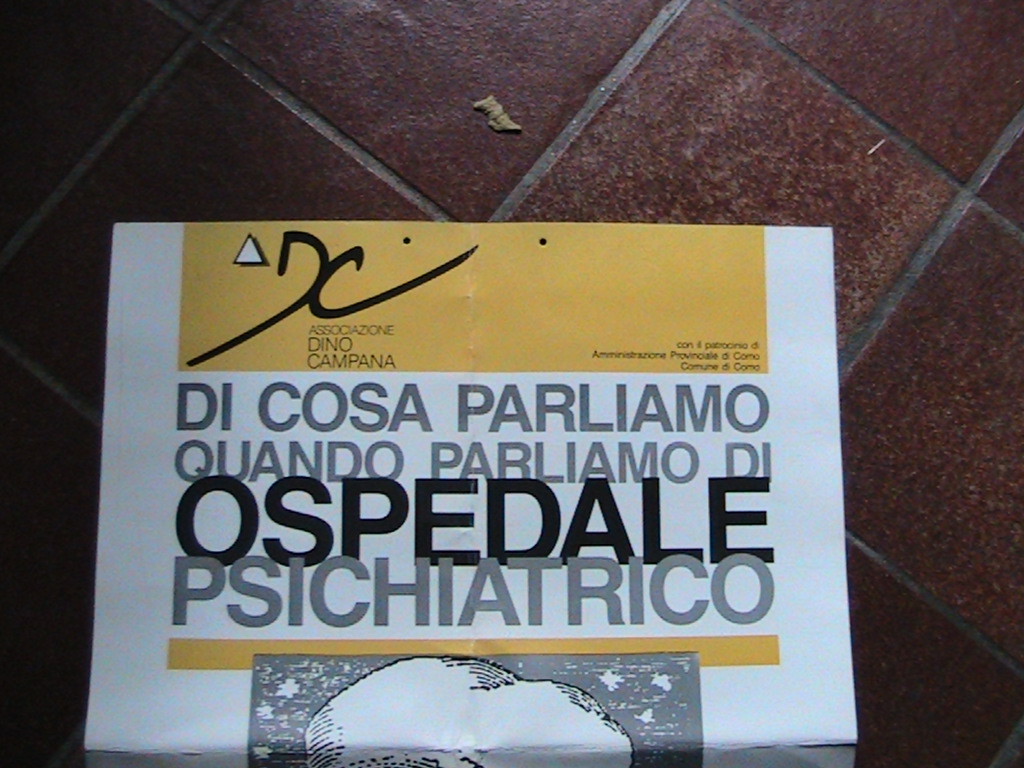 ADC
ASSOCIAZIONE
DINO
CAMPANA
con il patrocinio di
Amministrazione Provinciale di Como
Comune di Como
DI COSA PARLIAMO
QUANDO PARLIAMO DI
OSPEDALE
PSICHIATRICO